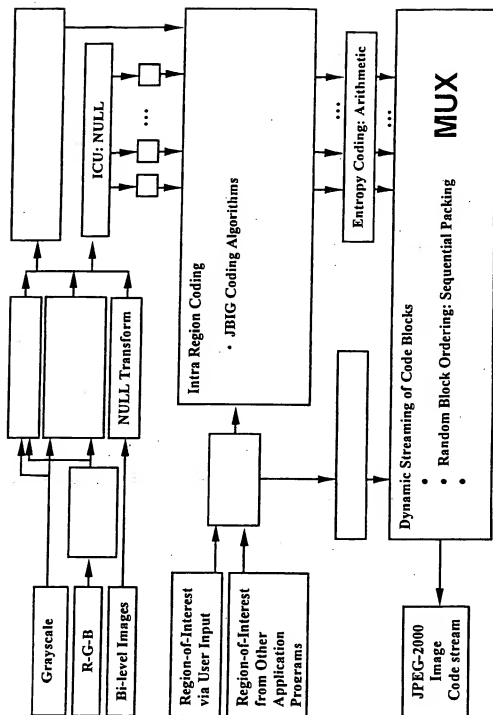 Grayscale
R-G-B
Bi-level Images
NULL Transform
ICU: NULL
...
Region-of-Interest
via User Input
Region-of-Interest
from Other
Application
Programs
Intra Region Coding
• JBIG Coding Algorithms
...
Entropy Coding: Arithmetic
...
Dynamic Streaming of Code Blocks
•
• Random Block Ordering: Sequential Packing
•
MUX
JPEG-2000
Image
Code stream